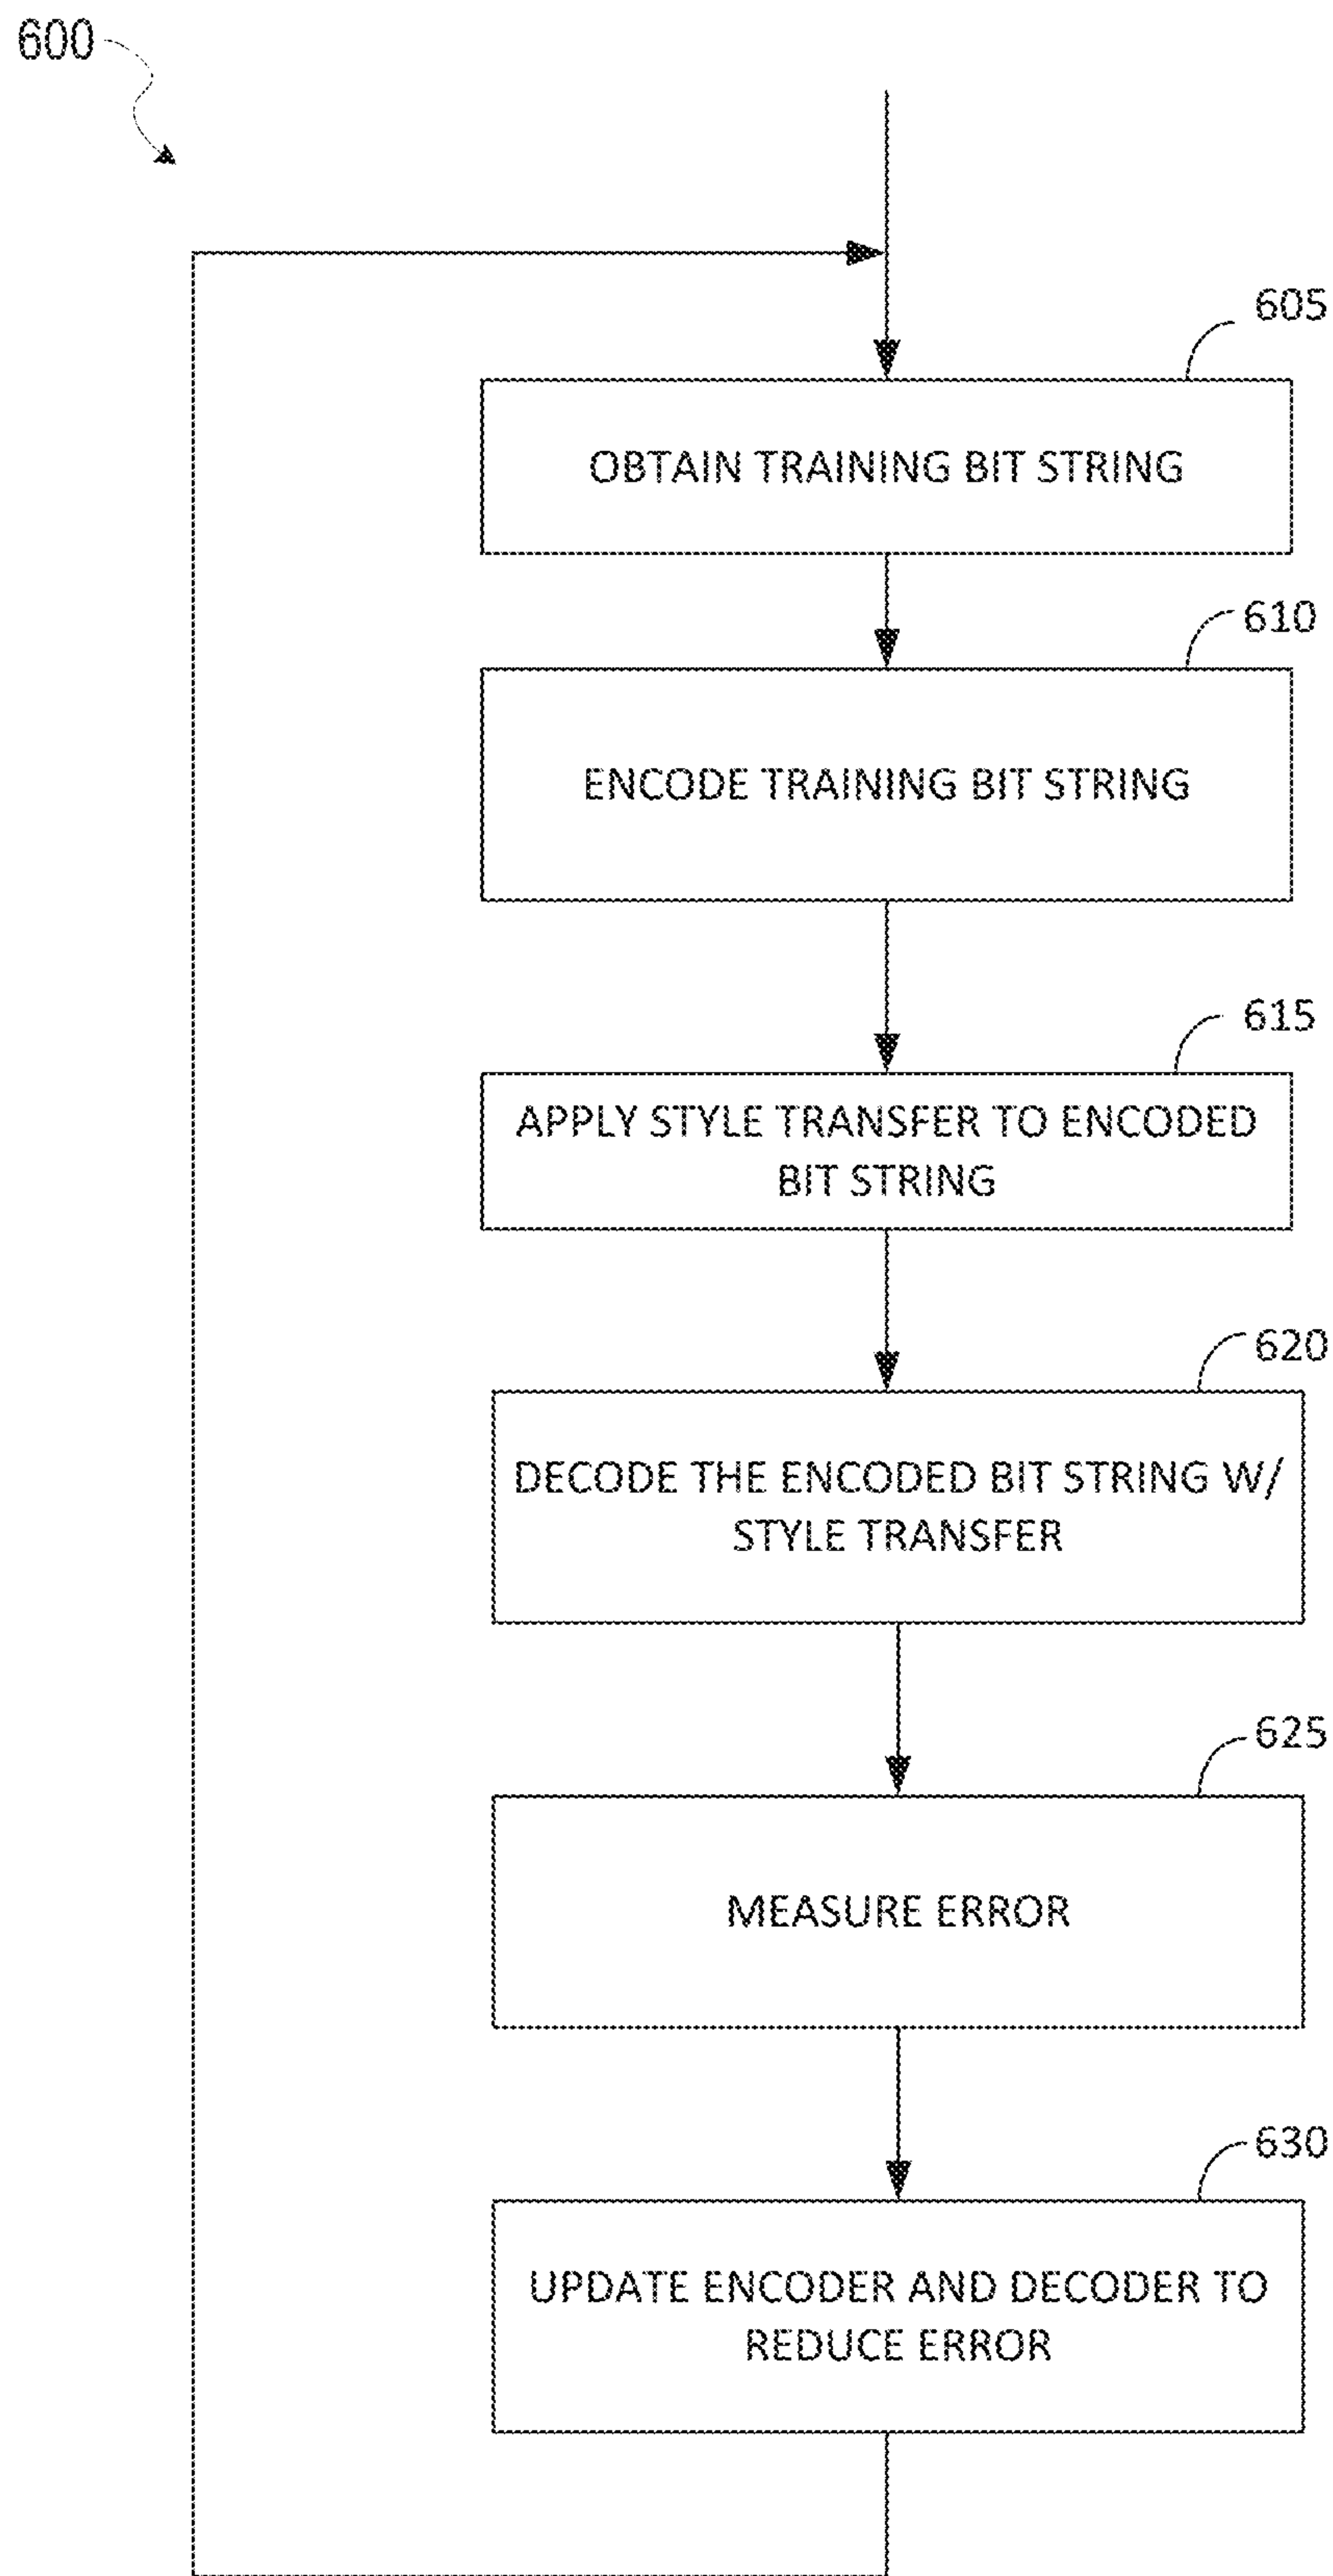 600
605
OBTAIN TRAINING BIT STRING
610
ENCODE TRAINING BIT STRING
615
APPLY STYLE TRANSFER TO ENCODED
BIT STRING
620
DECODE THE ENCODED BIT STRING W/
STYLE TRANSFER
625
MEASURE ERROR
630
UPDATE ENCODER AND DECODER TO
REDUCE ERROR